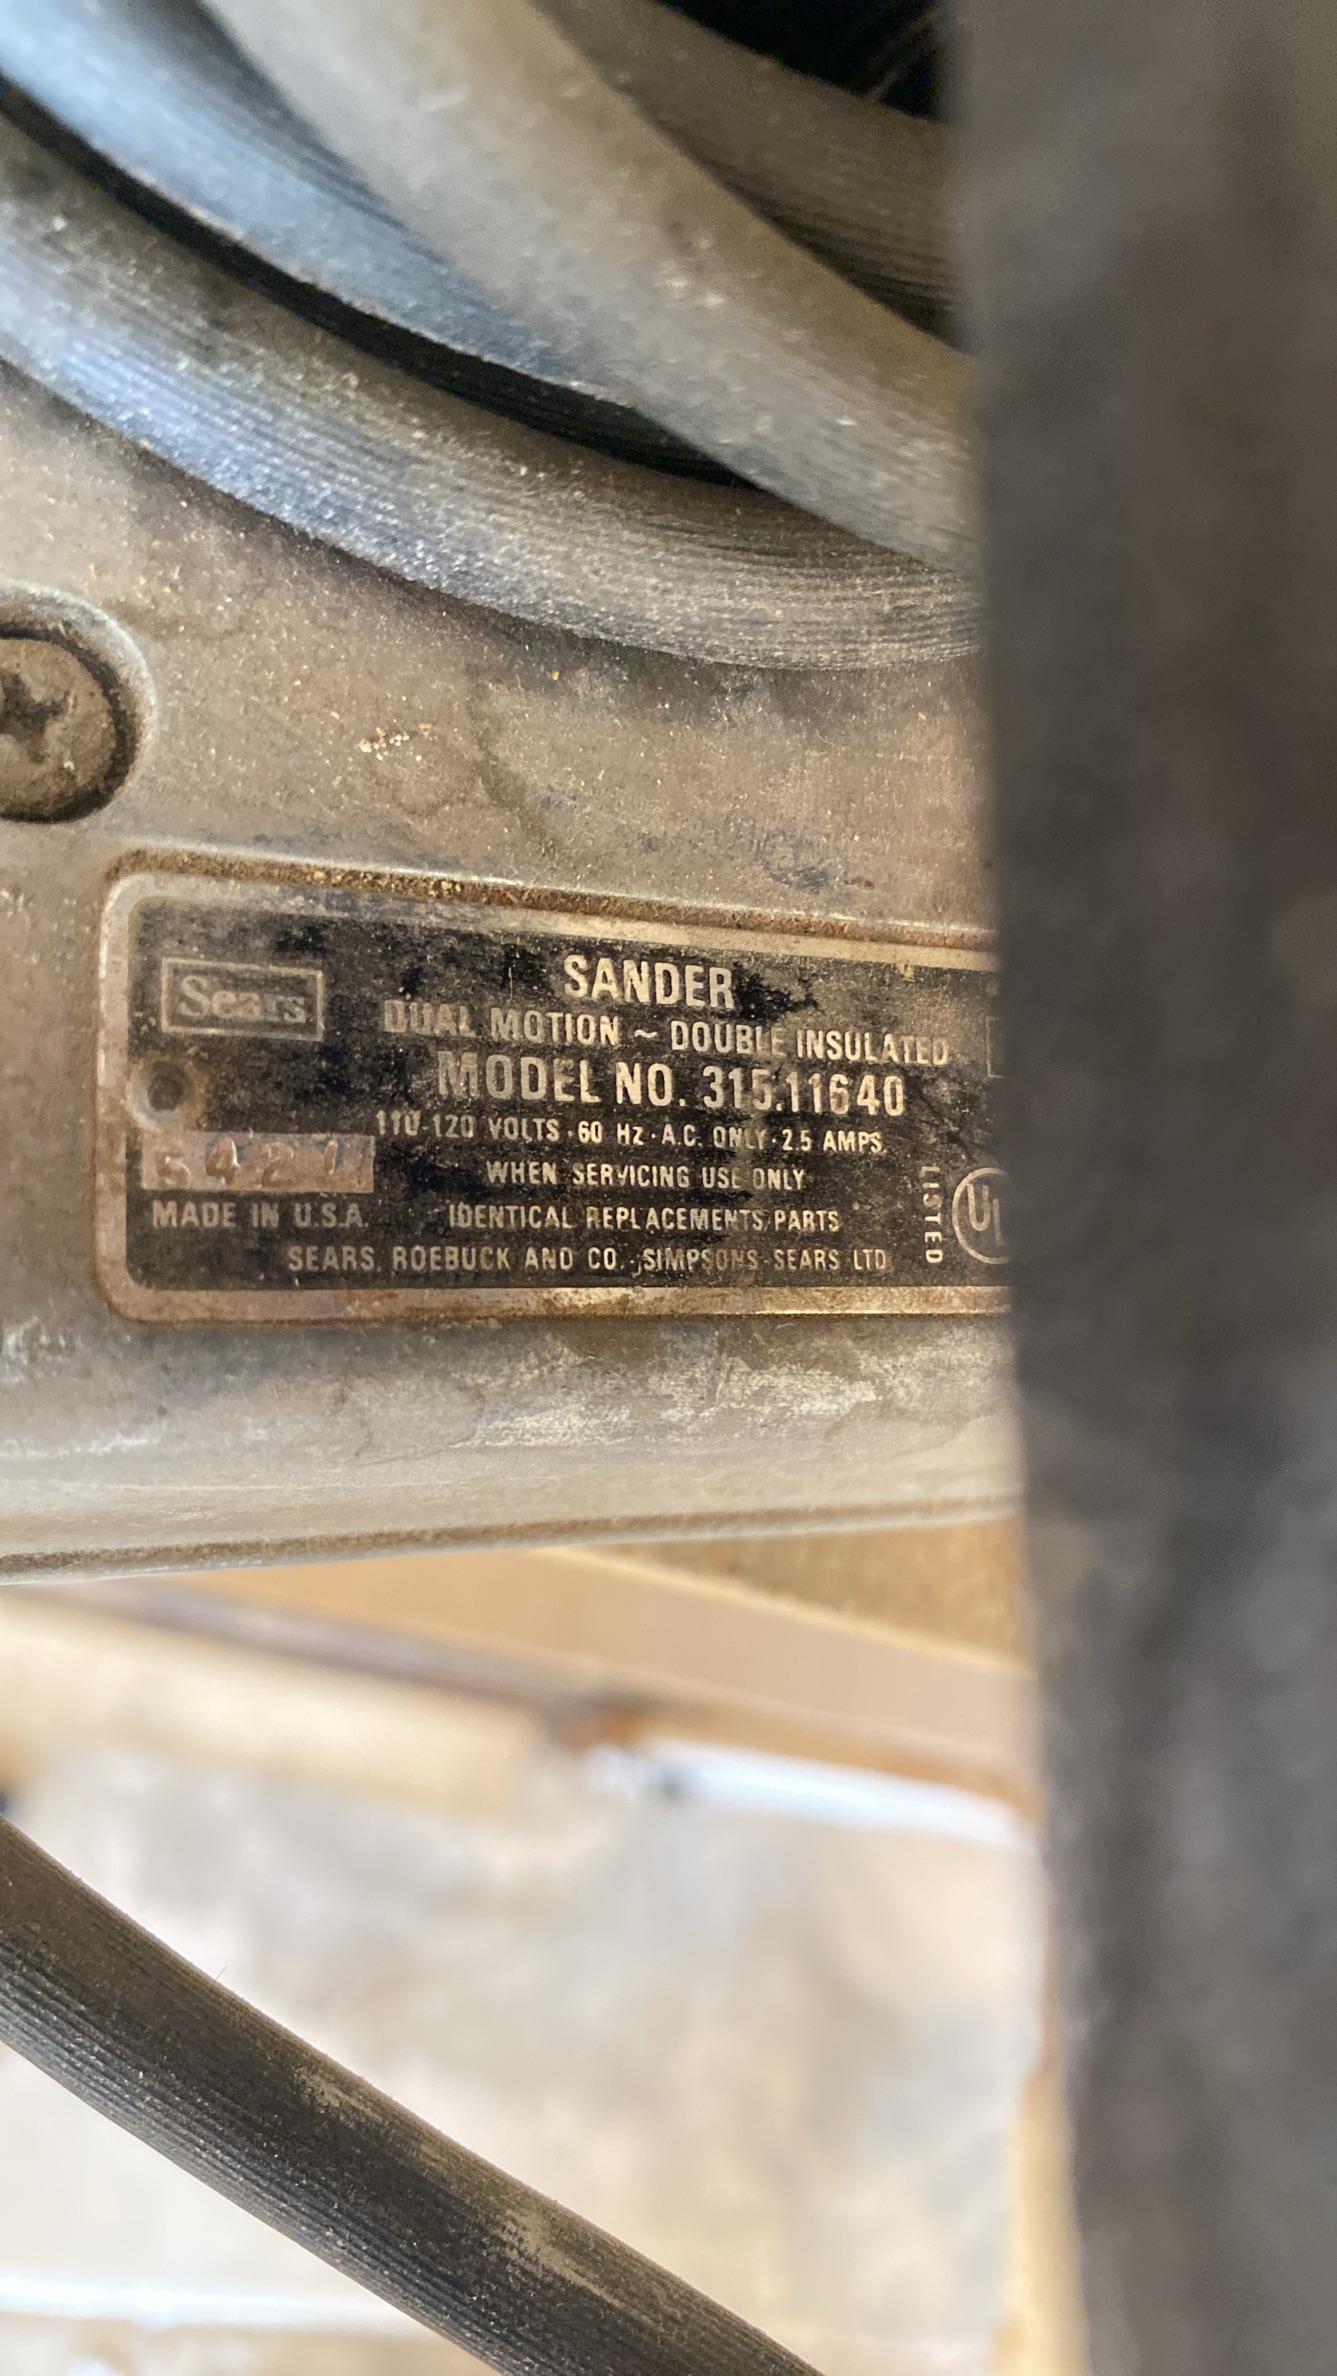 Sears
SANDER
DUAL MOTION ~ DOUBLE INSULATED
MODEL NO. 315.11640
110-120 VOLTS · 60 Hz · A.C. ONLY · 2.5 AMPS.
WHEN SERVICING USE ONLY
IDENTICAL REPLACEMENTS PARTS
MADE IN U.S.A.
SEARS, ROEBUCK AND CO. - SIMPSONS-SEARS LTD
LISTED
UL